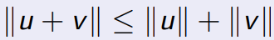 ‖u + v‖ ≤ ‖u‖ + ‖v‖